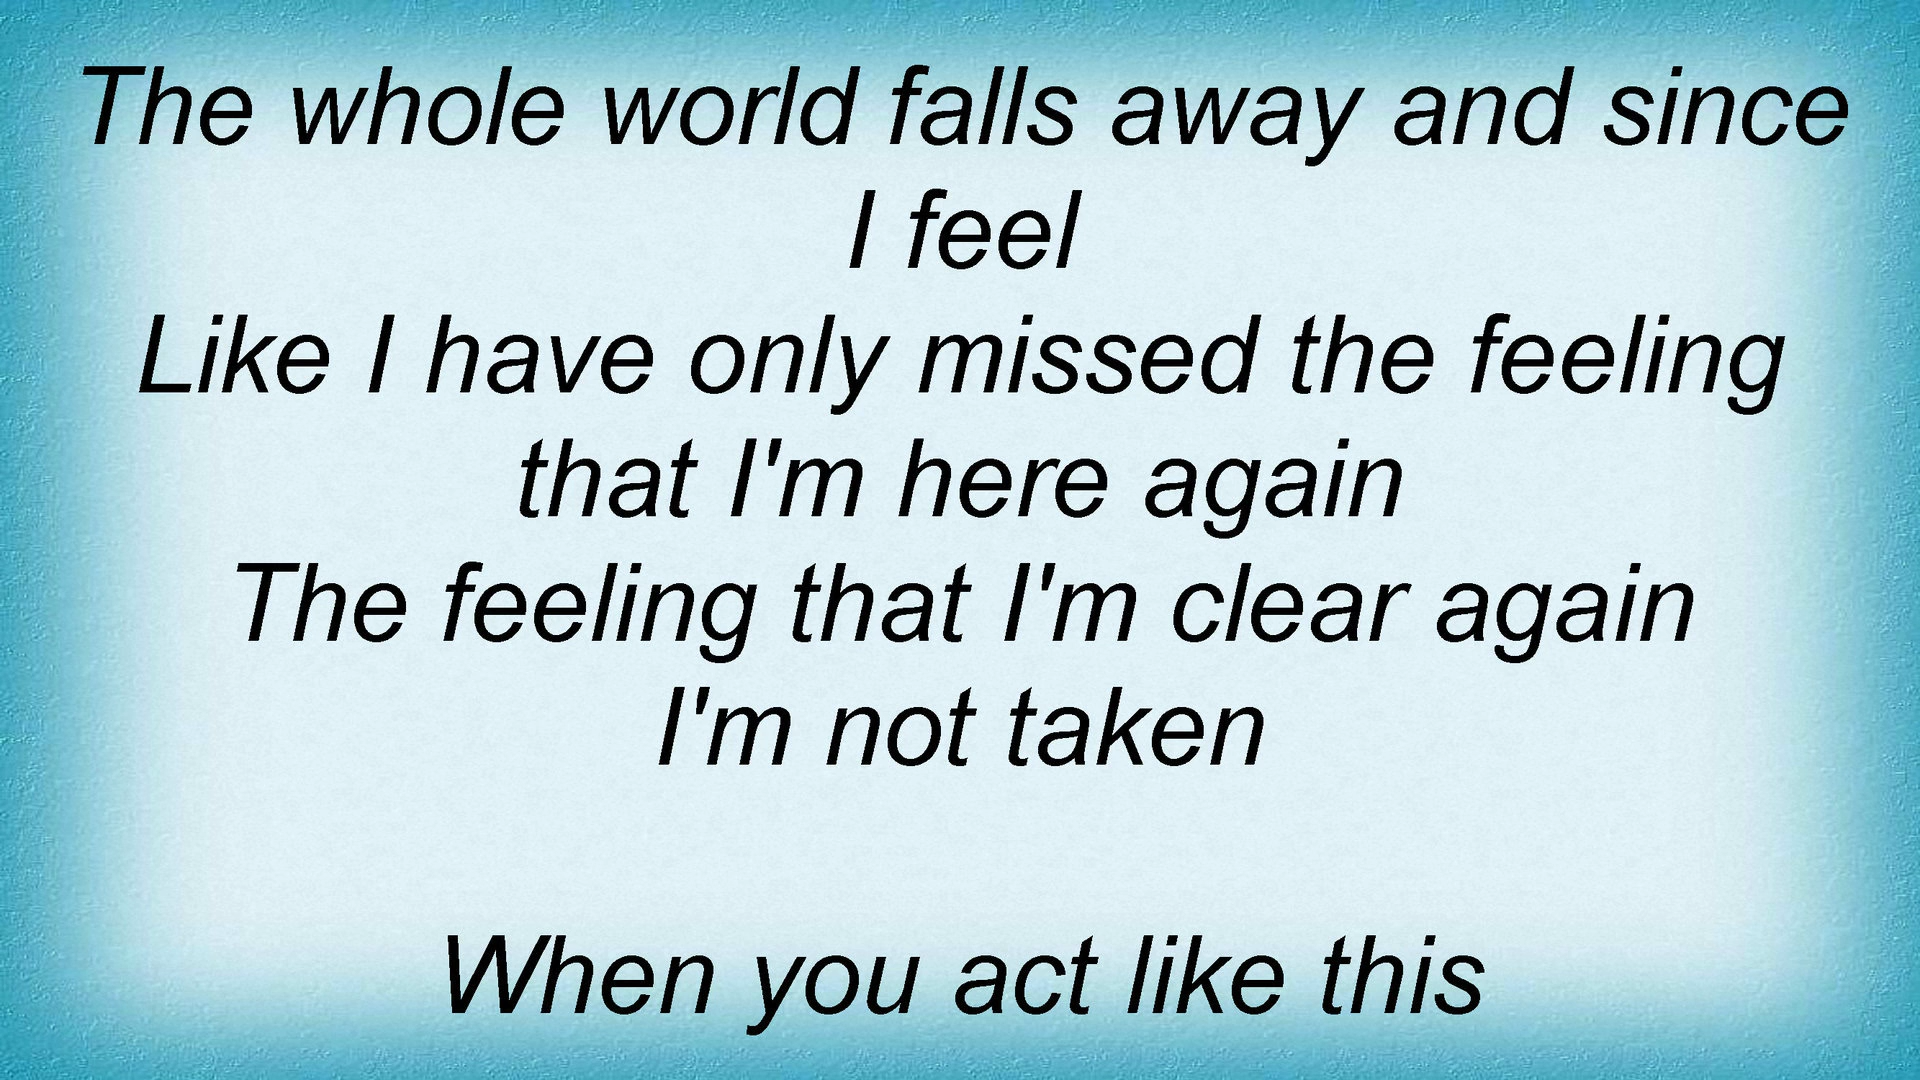 The whole world falls away and since
I feel
Like I have only missed the feeling
that I'm here again
The feeling that I'm clear again
I'm not taken
When you act like this